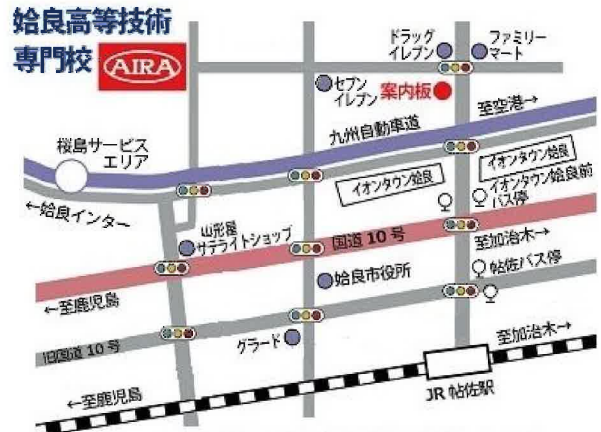 姶良高等技術
専門校
AIRA
ドラッグ
イレブン
ファミリー
マート
セブン
イレブン
案内板
至空港→
九州自動車道
桜島サービス
エリア
イオンタウン姶良
イオンタウン姶良
イオンタウン姶良前
バス停
←姶良インター
山形屋
サテライトショップ
国道10号
至加治木→
帖佐バス停
姶良市役所
←至鹿児島
旧国道10号
グラード
至加治木→
←至鹿児島
JR帖佐駅